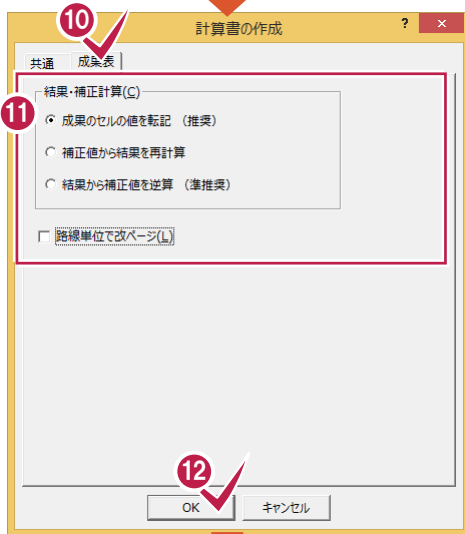 10
計算書の作成 ? ×
共通 成果表
11
結果・補正計算(C)
成果のセルの値を転記 （推奨）
補正値から結果を再計算
結果から補正値を逆算 （準推奨）
路線単位で改ページ(L)
12
OK キャンセル